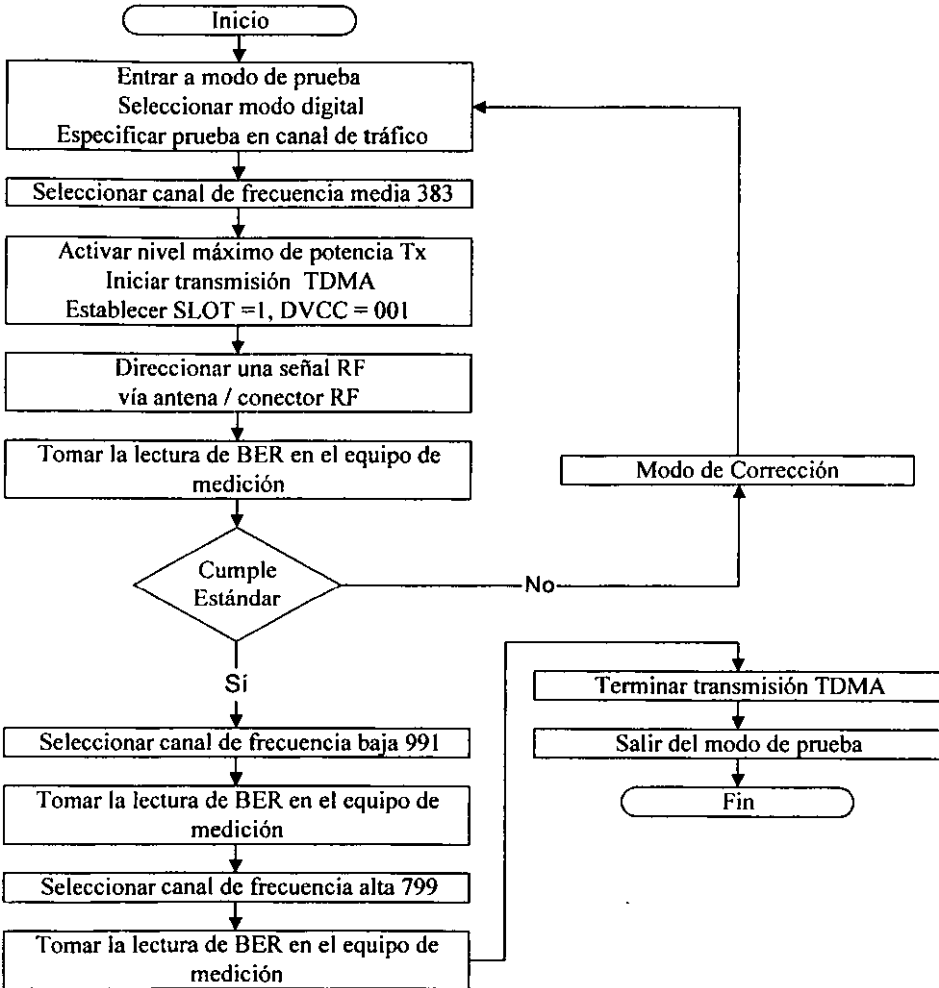 Inicio
Entrar a modo de prueba
Seleccionar modo digital
Especificar prueba en canal de tráfico
Seleccionar canal de frecuencia media 383
Activar nivel máximo de potencia Tx
Iniciar transmisión TDMA
Establecer SLOT =1, DVCC = 001
Direccionar una señal RF
vía antena / conector RF
Tomar la lectura de BER en el equipo de
medición
Modo de Corrección
Cumple
Estándar
No
Sí
Seleccionar canal de frecuencia baja 991
Tomar la lectura de BER en el equipo de
medición
Seleccionar canal de frecuencia alta 799
Tomar la lectura de BER en el equipo de
medición
Terminar transmisión TDMA
Salir del modo de prueba
Fin